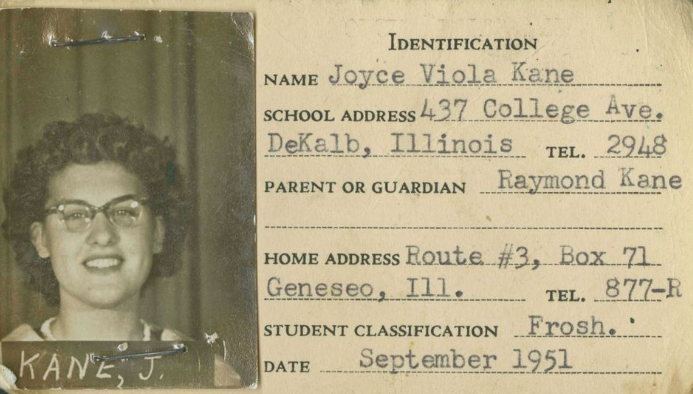 IDENTIFICATION
NAME Joyce Viola Kane
SCHOOL ADDRESS 437 College Ave.
DeKalb, Illinois TEL. 2948
PARENT OR GUARDIAN Raymond Kane
HOME ADDRESS Route #3, Box 71
Geneseo, Ill. TEL. 877-R
STUDENT CLASSIFICATION Frosh.
DATE September 1951
KANE, J.